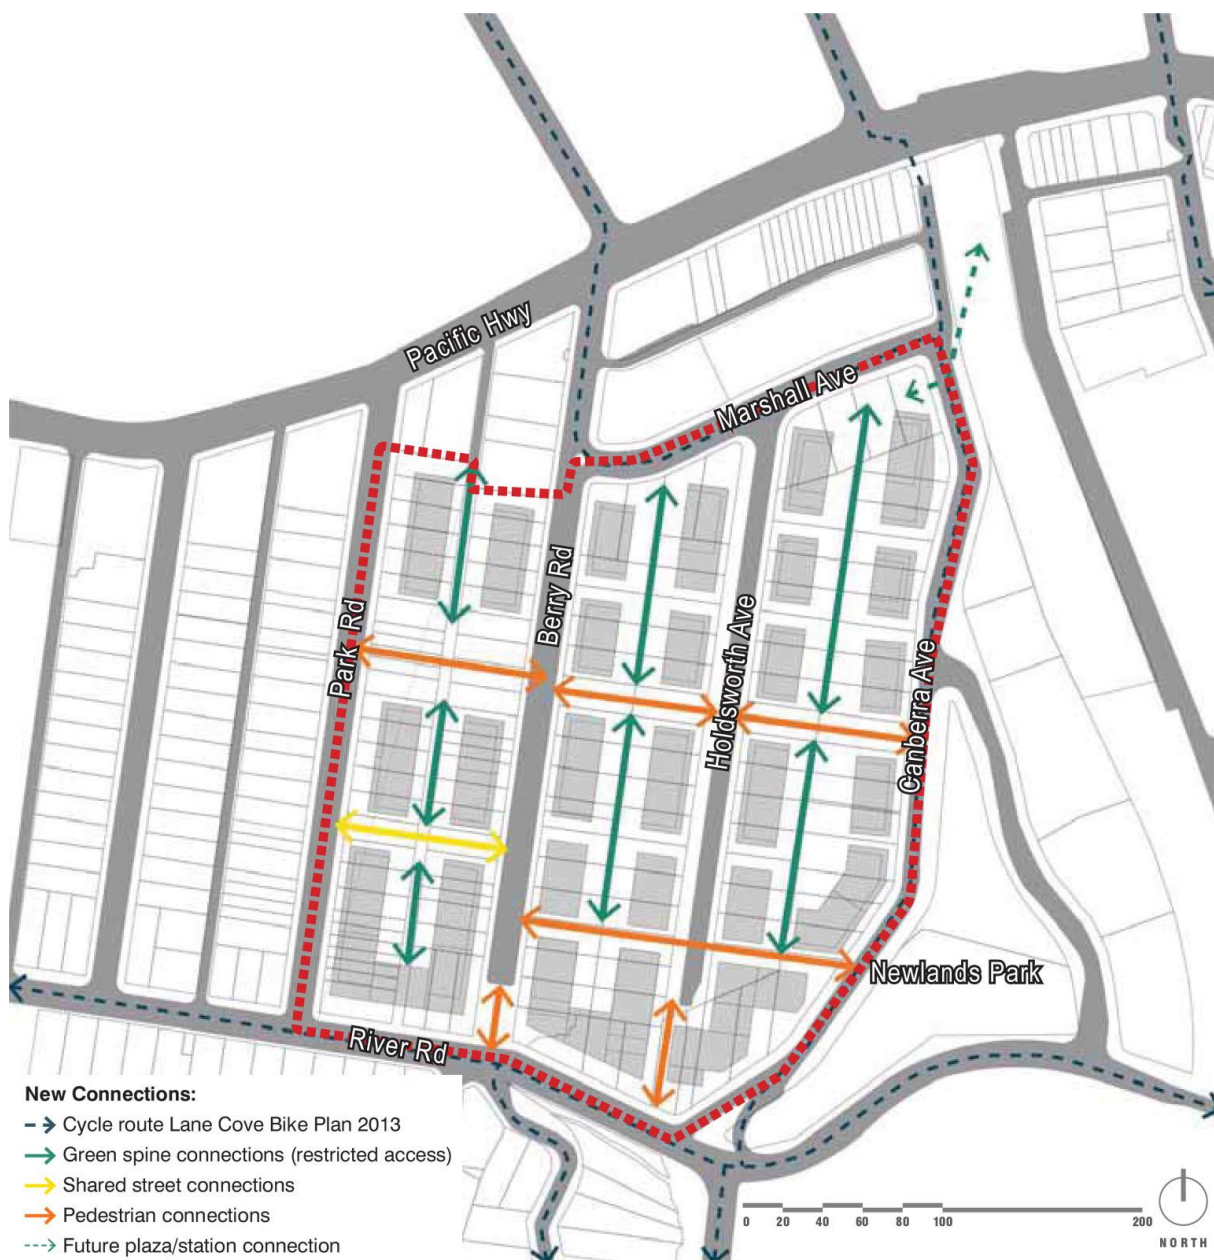 Pacific Hwy
Marshall Ave
Berry Rd
Park Rd
Holdsworth Ave
Canberra Ave
Newlands Park
River Rd
New Connections:
Cycle route Lane Cove Bike Plan 2013
Green spine connections (restricted access)
Shared street connections
Pedestrian connections
Future plaza/station connection
0 20 40 60 80 100 200
NORTH